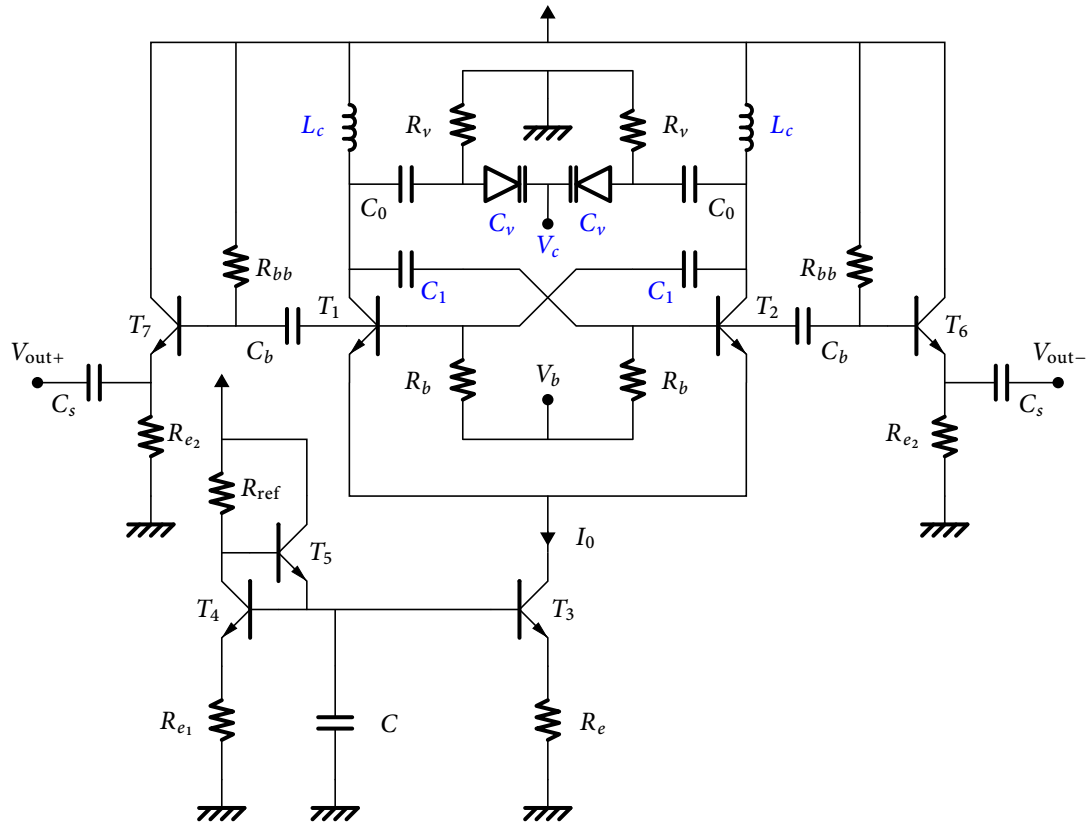 L_c R_v R_v L_c
C_0 C_v C_v C_0
V_c
R_bb R_bb
C_1 C_1
T_7 T_1 T_2 T_6
V_out+ C_b C_b V_out−
R_b V_b R_b
C_s C_s
R_e2 R_e2
R_ref
T_5 I_0
T_4 T_3
R_e1 C R_e